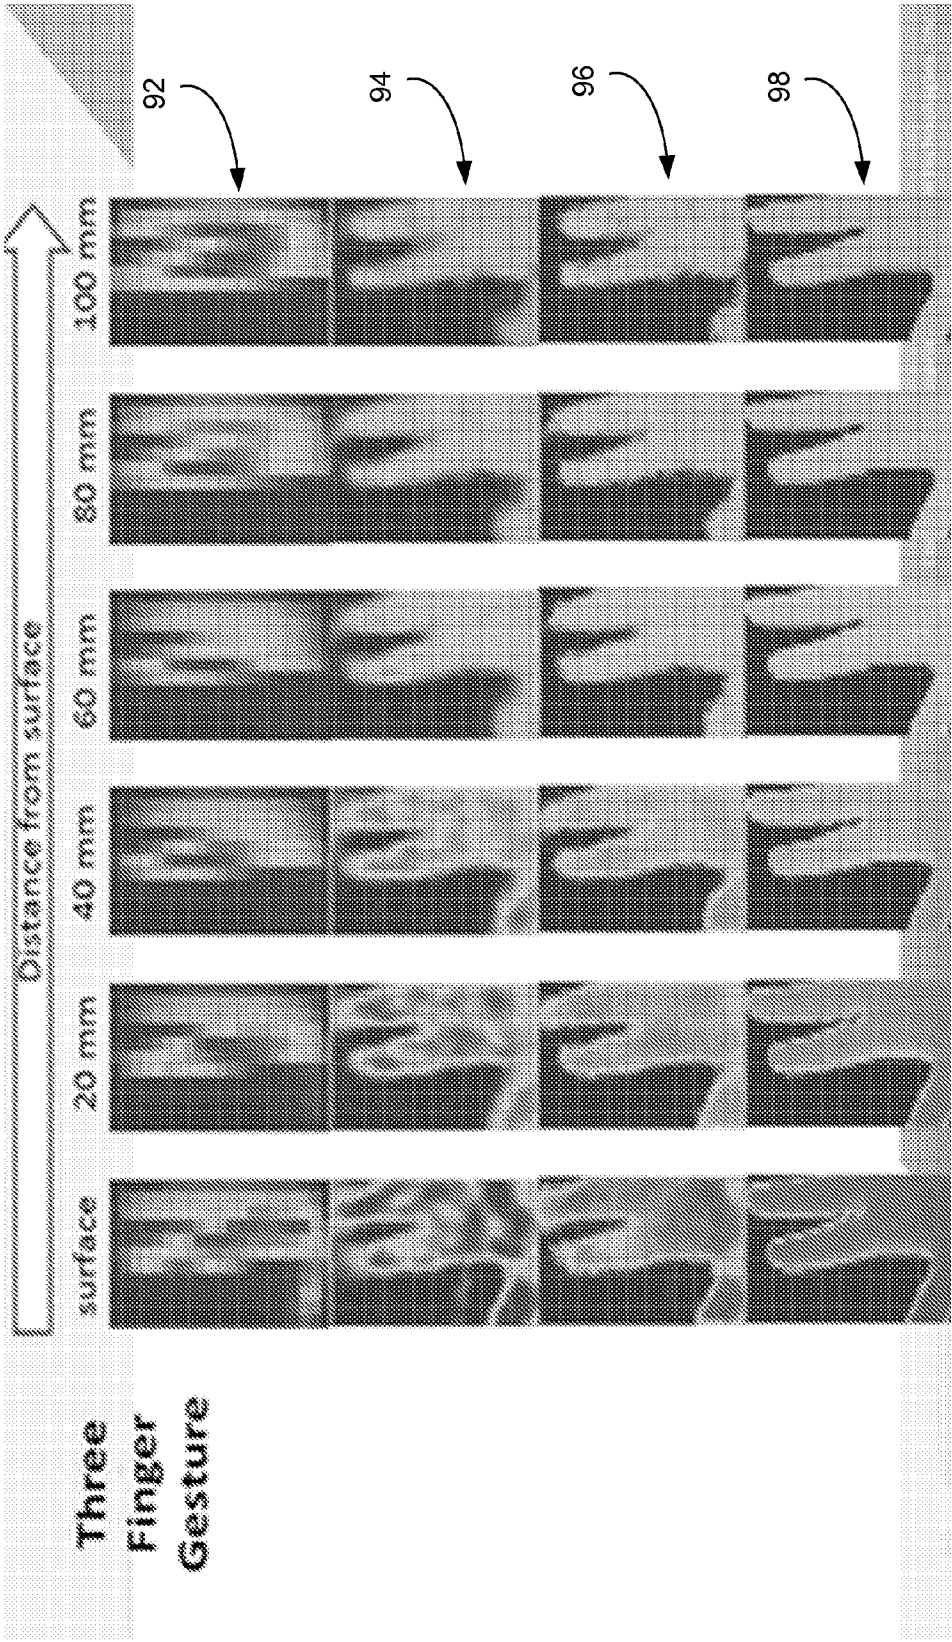 Three
Finger
Gesture
Distance from surface
surface
20 mm
40 mm
60 mm
80 mm
100 mm
92
94
96
98